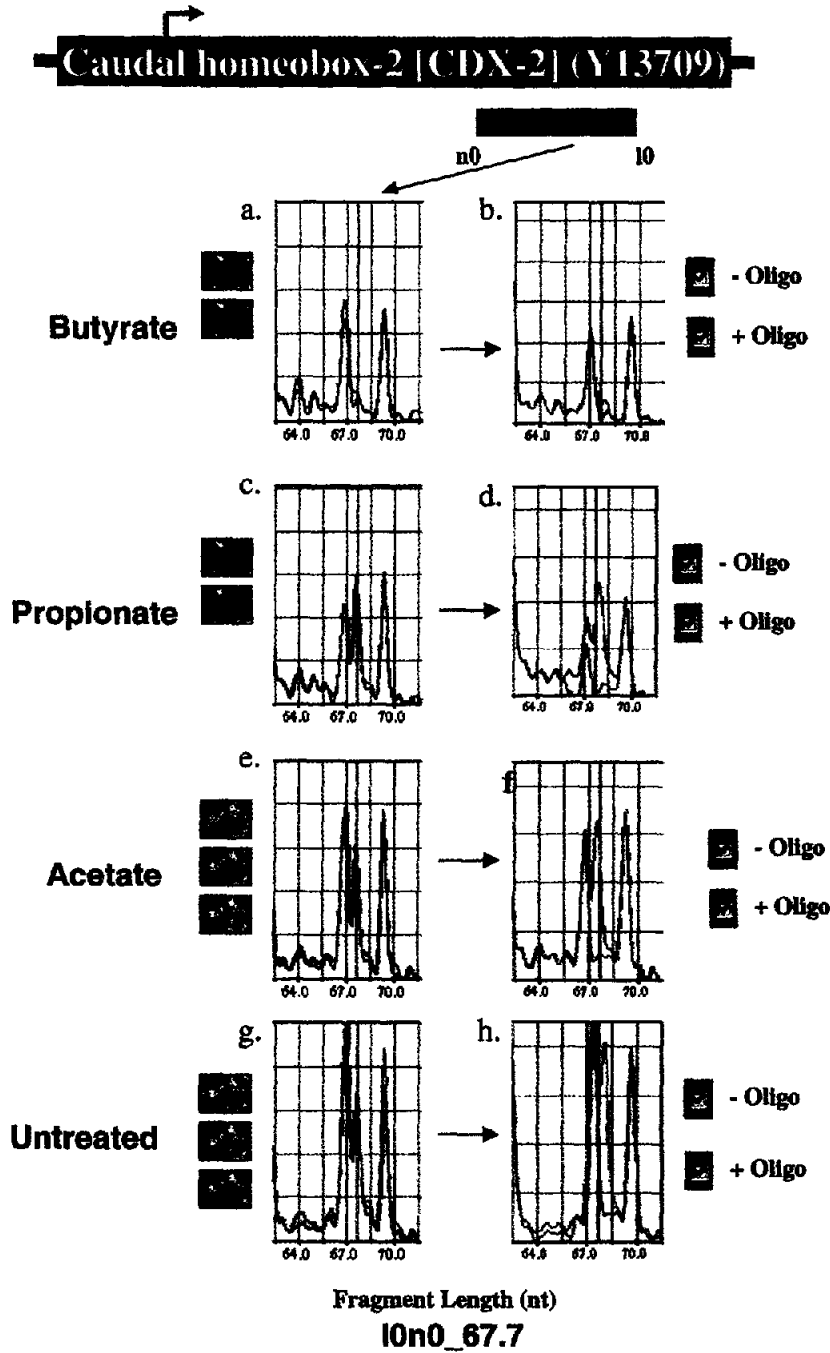 Caudal homeobox-2 [CDX-2] (Y13709)
n0 l0
a. b.
Butyrate
- Oligo
+ Oligo
64.0 67.0 70.0 64.0 67.0 70.0
c. d.
Propionate
- Oligo
+ Oligo
64.0 67.0 70.0 64.0 67.0 70.0
e. f
Acetate
- Oligo
+ Oligo
64.0 67.0 70.0 64.0 67.0 70.0
g. h.
Untreated
- Oligo
+ Oligo
64.0 67.0 70.0 64.0 67.0 70.0
Fragment Length (nt)
l0n0_67.7